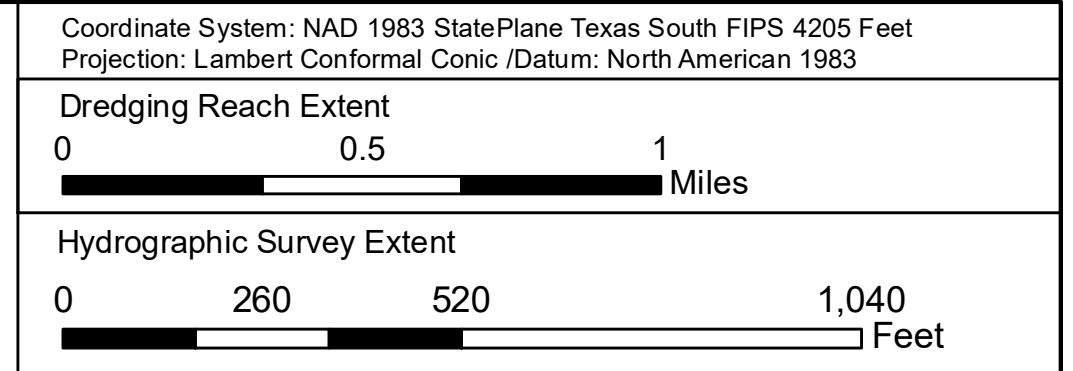 Coordinate System: NAD 1983 StatePlane Texas South FIPS 4205 Feet
Projection: Lambert Conformal Conic /Datum: North American 1983
Dredging Reach Extent
0 0.5 1
Miles
Hydrographic Survey Extent
0 260 520 1,040
Feet